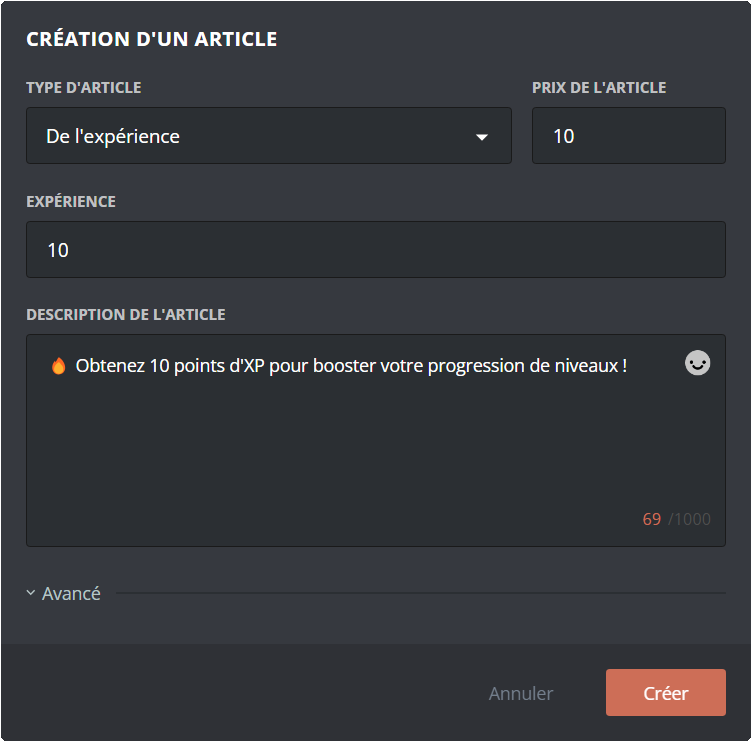 CRÉATION D'UN ARTICLE
TYPE D'ARTICLE PRIX DE L'ARTICLE
De l'expérience 10
EXPÉRIENCE
10
DESCRIPTION DE L'ARTICLE
🔥 Obtenez 10 points d'XP pour booster votre progression de niveaux !
69 /1000
Avancé
Annuler Créer